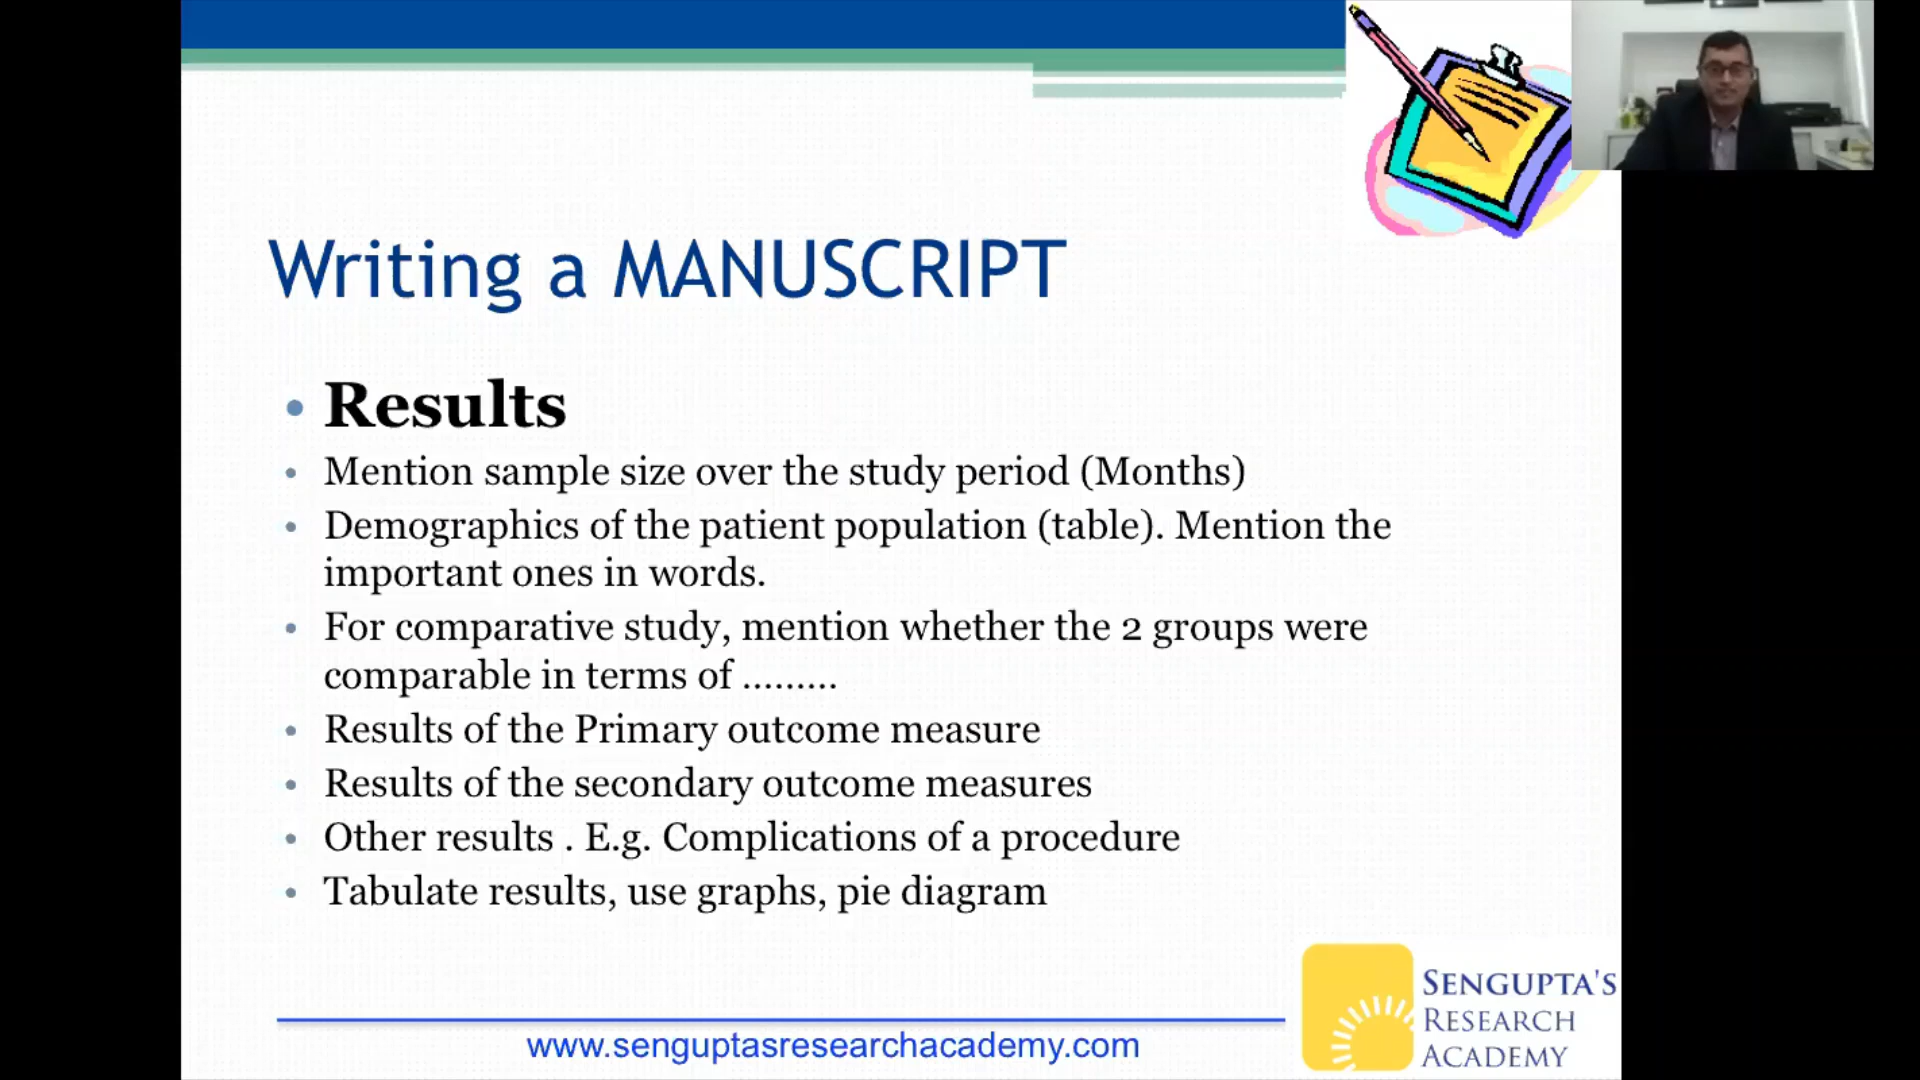 Writing a MANUSCRIPT
• Results
• Mention sample size over the study period (Months)
• Demographics of the patient population (table). Mention the
important ones in words.
• For comparative study, mention whether the 2 groups were
comparable in terms of .........
• Results of the Primary outcome measure
• Results of the secondary outcome measures
• Other results . E.g. Complications of a procedure
• Tabulate results, use graphs, pie diagram
www.senguptasresearchacademy.com
SENGUPTA'S
RESEARCH
ACADEMY